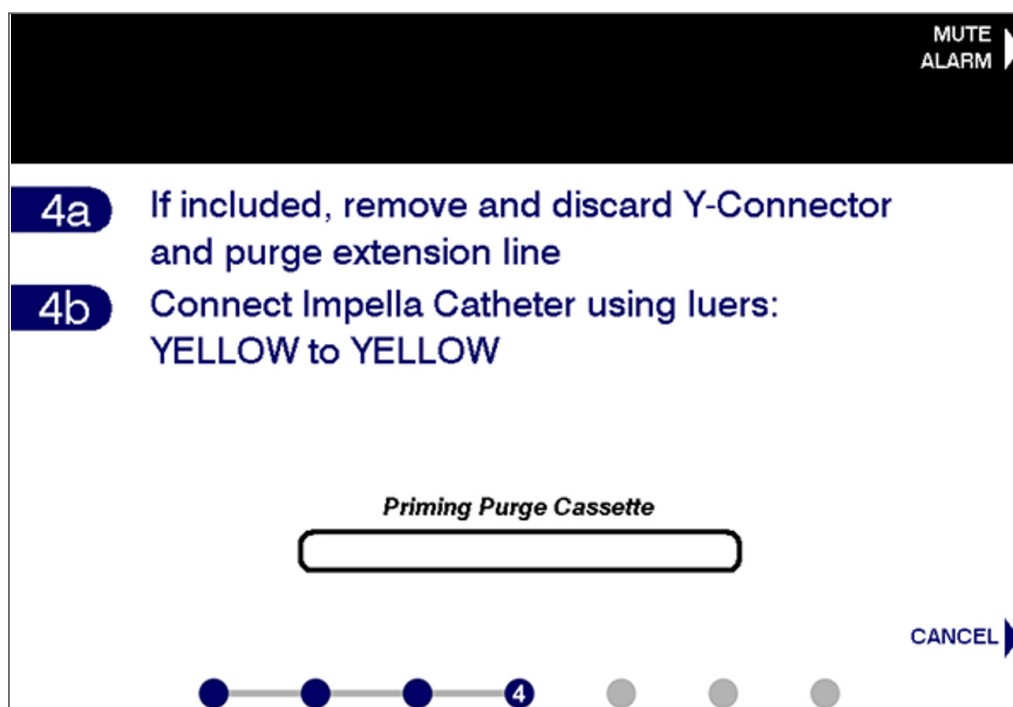 MUTE
ALARM
4a
If included, remove and discard Y-Connector
and purge extension line
4b
Connect Impella Catheter using luers:
YELLOW to YELLOW
Priming Purge Cassette
CANCEL
4